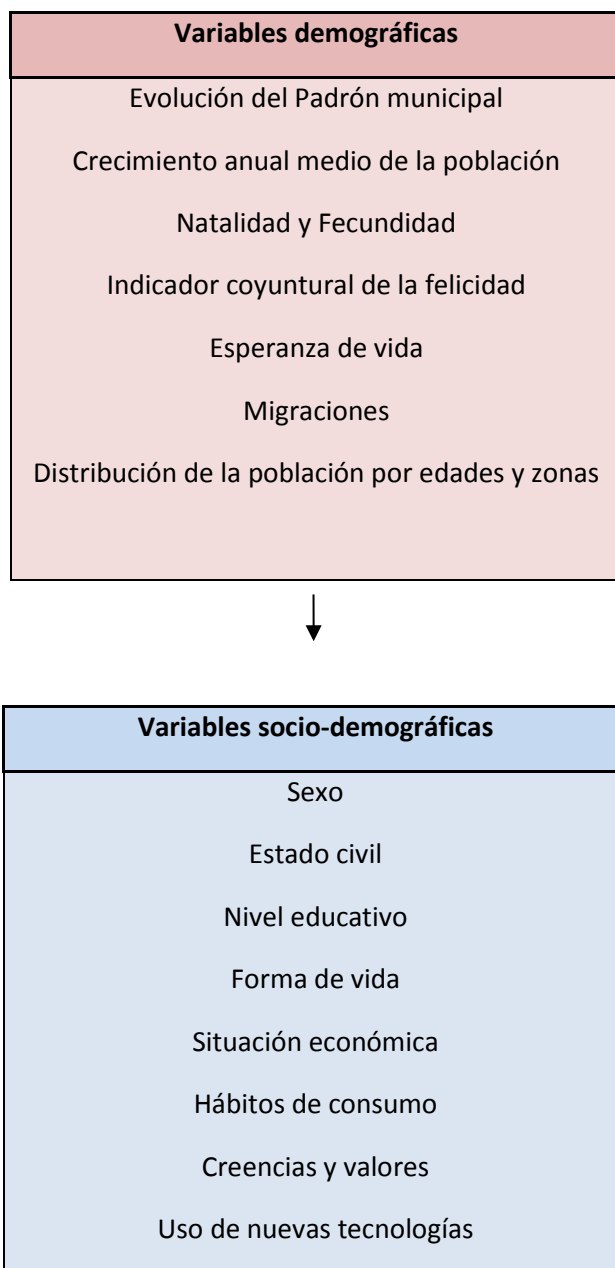 Variables demográficas
Evolución del Padrón municipal
Crecimiento anual medio de la población
Natalidad y Fecundidad
Indicador coyuntural de la felicidad
Esperanza de vida
Migraciones
Distribución de la población por edades y zonas
Variables socio-demográficas
Sexo
Estado civil
Nivel educativo
Forma de vida
Situación económica
Hábitos de consumo
Creencias y valores
Uso de nuevas tecnologías